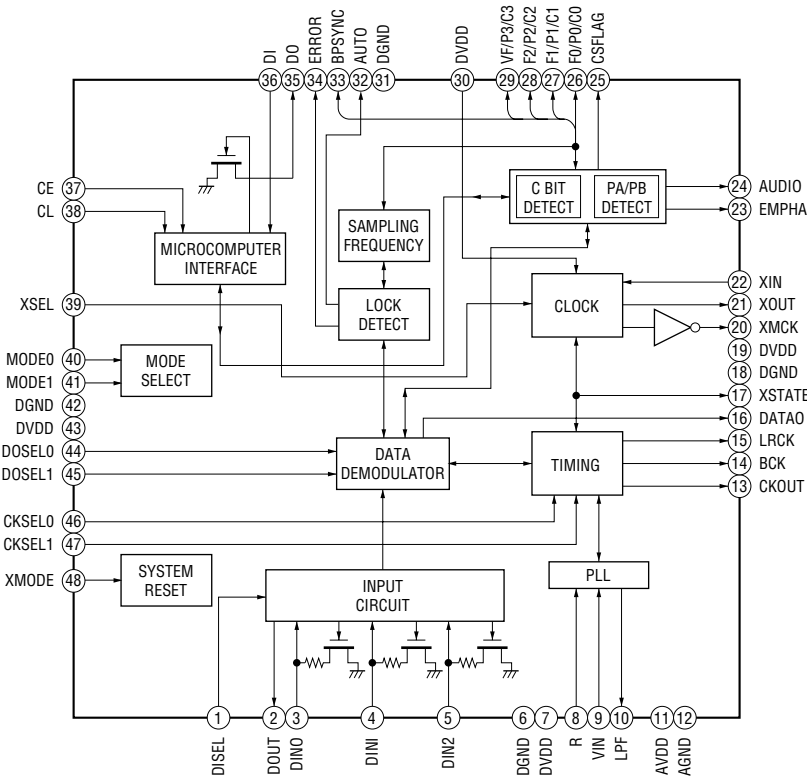 DI
DO
ERROR
BPSYNC
AUTO
DGND
DVDD
VF/P3/C3
F2/P2/C2
F1/P1/C1
F0/P0/C0
CSFLAG
36
35
34
33
32
31
30
29
28
27
26
25
CE 37
CL 38
MICROCOMPUTER
INTERFACE
SAMPLING
FREQUENCY
C BIT
DETECT
PA/PB
DETECT
24 AUDIO
23 EMPHA
XSEL 39
LOCK
DETECT
CLOCK
22 XIN
21 XOUT
20 XMCK
19 DVDD
18 DGND
17 XSTATE
16 DATAO
15 LRCK
14 BCK
13 CKOUT
MODE0 40
MODE1 41
MODE
SELECT
DGND 42
DVDD 43
DOSEL0 44
DOSEL1 45
DATA
DEMODULATOR
TIMING
CKSEL0 46
CKSEL1 47
XMODE 48
SYSTEM
RESET
INPUT
CIRCUIT
PLL
1
2
3
4
5
6
7
8
9
10
11
12
DISEL
DOUT
DINO
DINI
DIN2
DGND
DVDD
R
VIN
LPF
AVDD
AGND